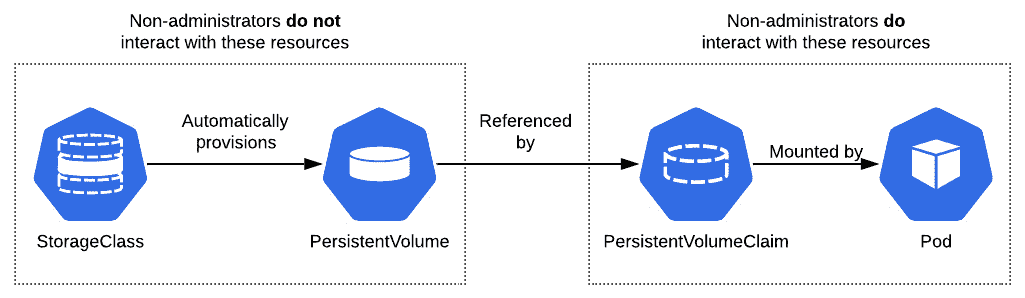 Non-administrators do not
interact with these resources
Non-administrators do
interact with these resources
Automatically
provisions
Referenced
by
Mounted by
StorageClass
PersistentVolume
PersistentVolumeClaim
Pod